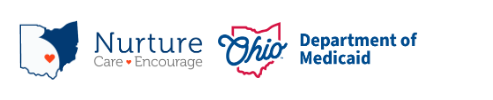 Nurture
Care ♥ Encourage
Ohio
Department of
Medicaid